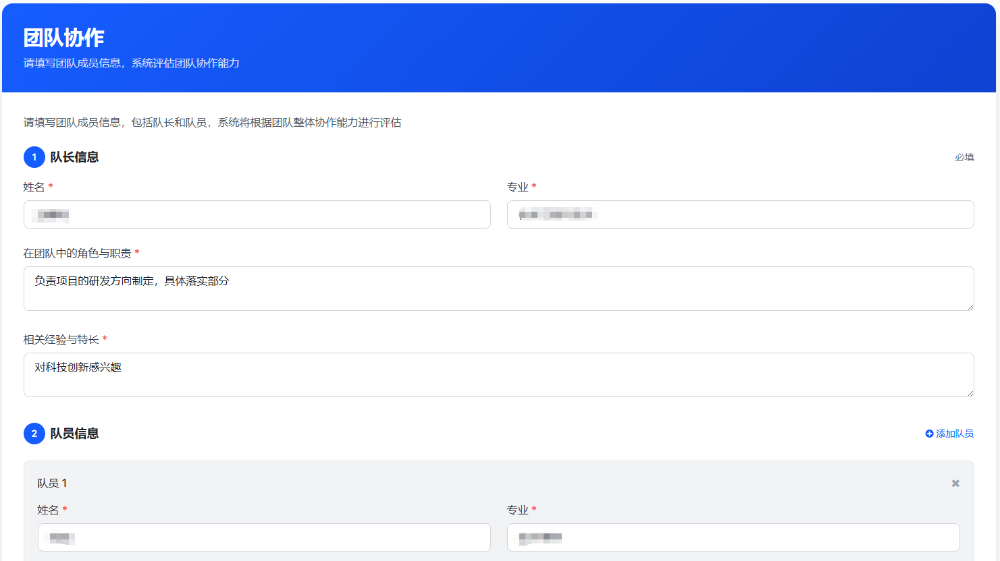 团队协作
请填写团队成员信息，系统评估团队协作能力
请填写团队成员信息，包括队长和队员，系统将根据团队整体协作能力进行评估
1 队长信息 必填
姓名 * 专业 *
在团队中的角色与职责 *
负责项目的研发方向制定，具体落实部分
相关经验与特长 *
对科技创新感兴趣
2 队员信息 添加队员
队员 1
姓名 * 专业 *